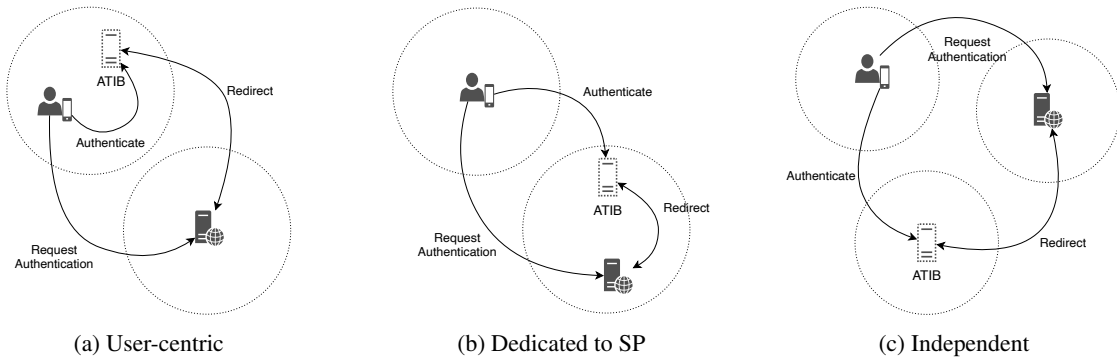 ATIB
Redirect
Authenticate
Request
Authentication
(a) User-centric
Authenticate
ATIB
Redirect
Request
Authentication
(b) Dedicated to SP
Request
Authentication
Authenticate
Redirect
ATIB
(c) Independent